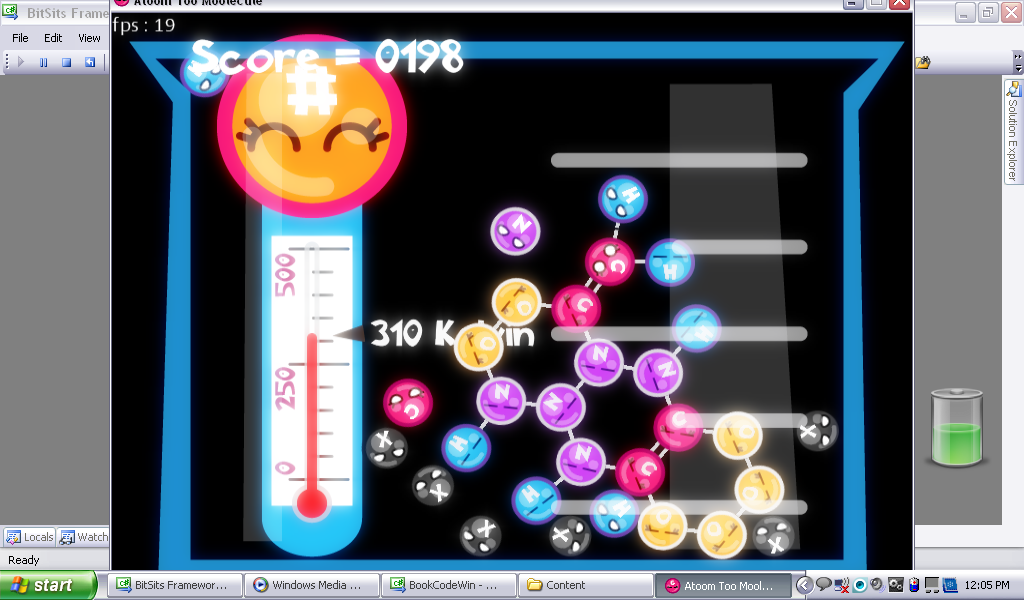 BitSits Frame
Atoom Too Moolecule
File Edit View
fps : 19
Score = 0198
#
500
250
0
310 Kelvin
H
N
C
H
C
O
H
O
N
N
C
N
N
C
O
X
X
H
N
C
O
X
H
H
O
O
X
X
X
Solution Explorer
Locals
Watch
Ready
start
BitSits Framewor...
Windows Media ...
BookCodeWin - ...
Content
Atoom Too Mool...
12:05 PM